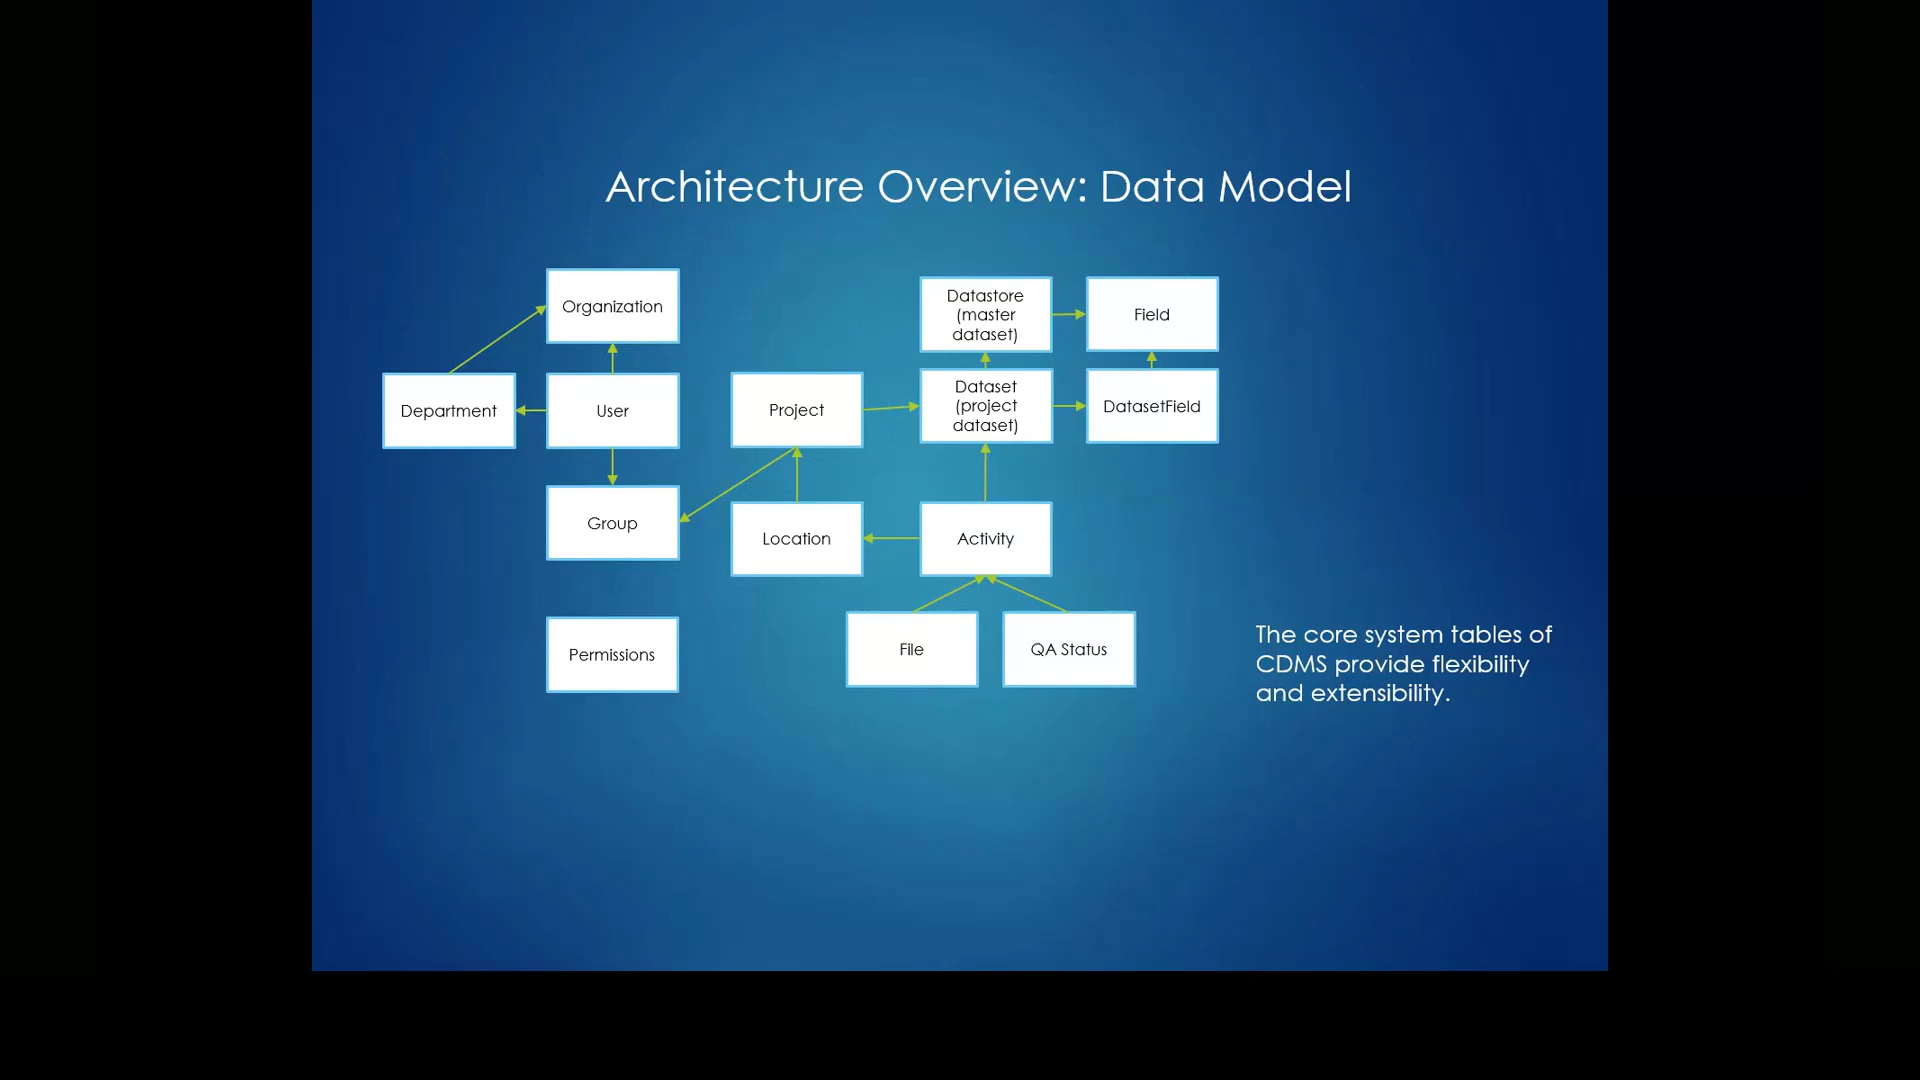 Architecture Overview: Data Model
Organization
Department
User
Group
Permissions
Project
Location
Datastore
(master
dataset)
Field
Dataset
(project
dataset)
DatasetField
Activity
File
QA Status
The core system tables of
CDMS provide flexibility
and extensibility.